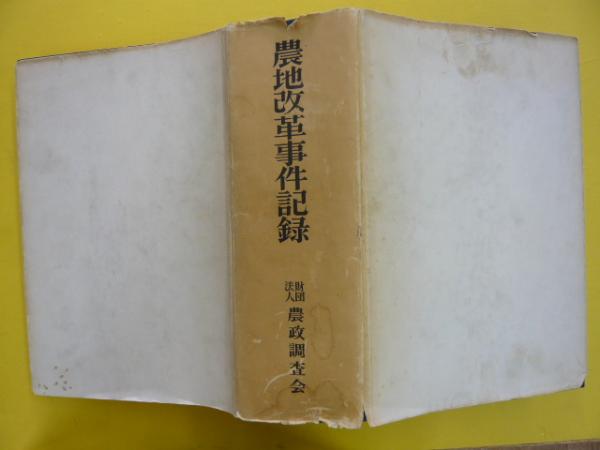 農地改革事件記録
財団法人
農政調査会